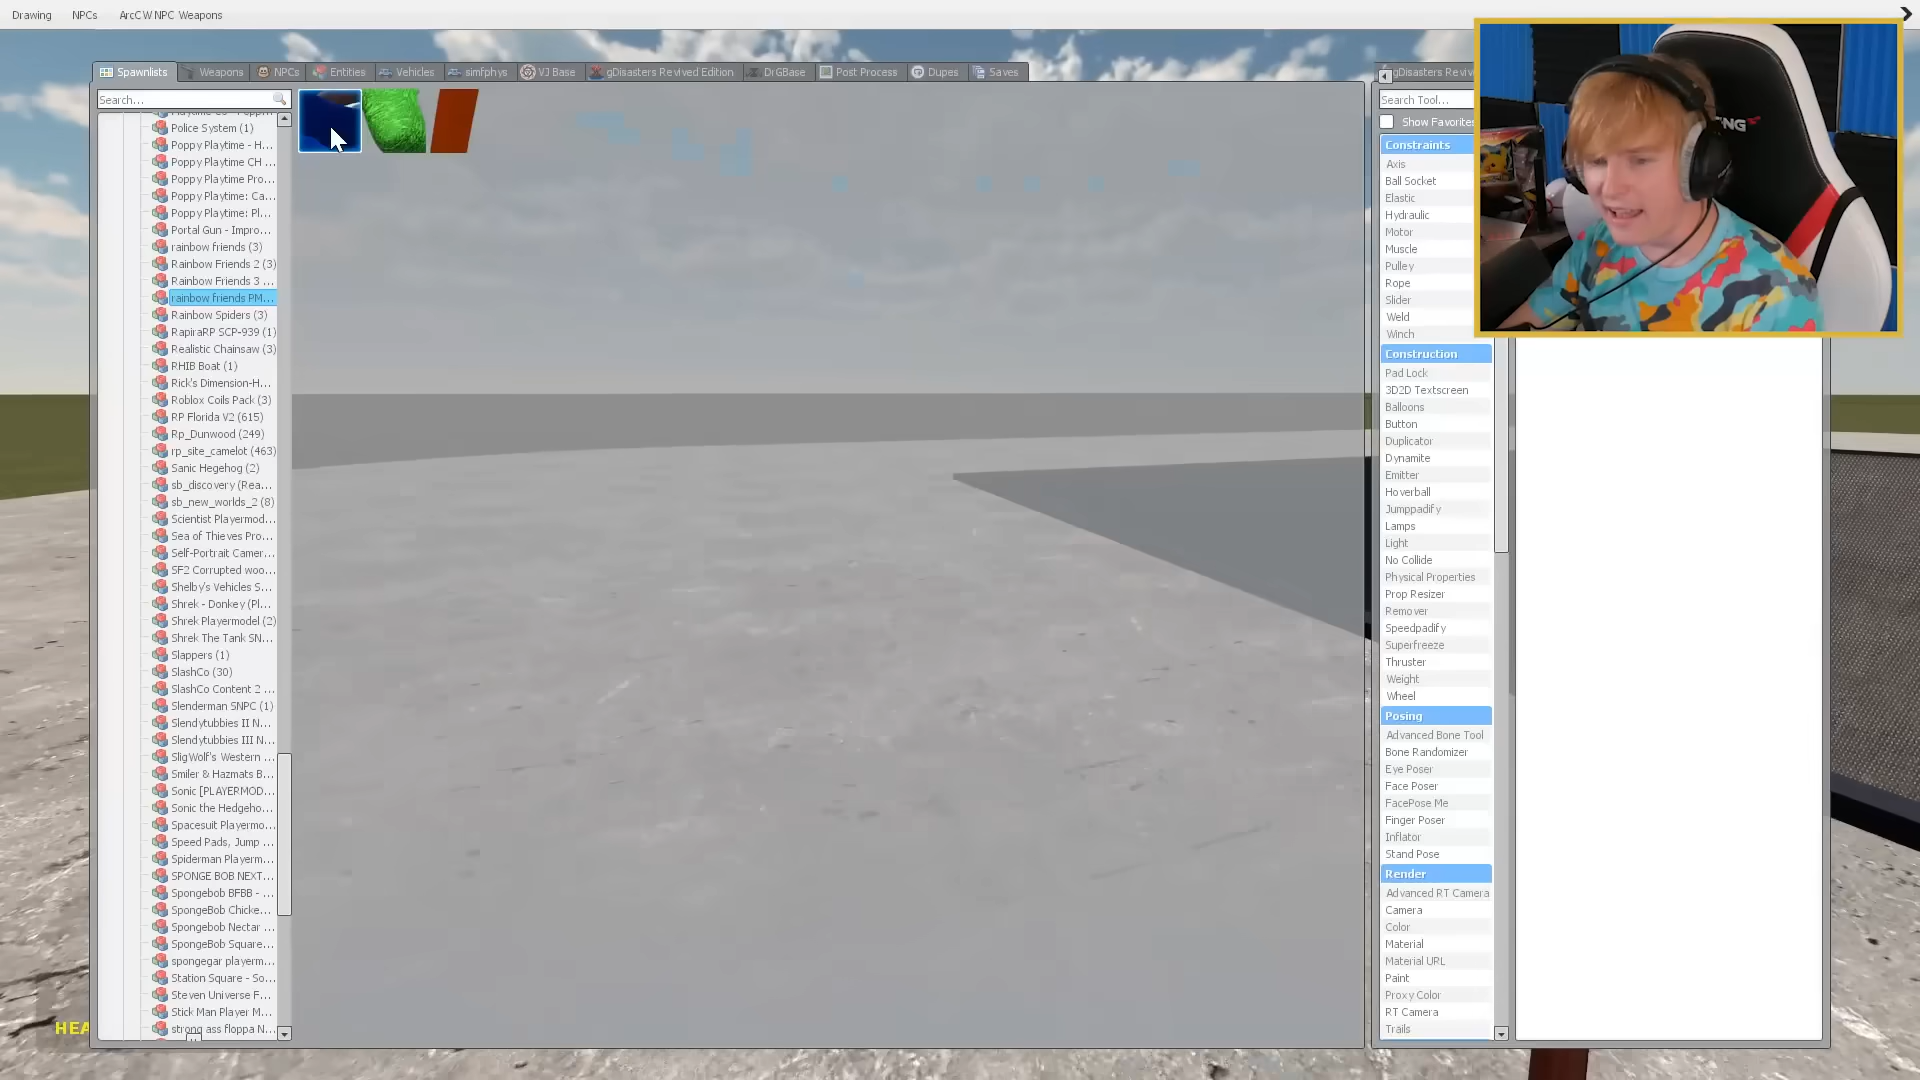 Drawing NPCs ArcCW NPC Weapons
Spawnlists Weapons NPCs Entities Vehicles simfphys VJ Base gDisasters Revived Edition DrGBase Post Process Dupes Saves
Search...
Police System (1)
Poppy Playtime - H...
Poppy Playtime CH ...
Poppy Playtime Pro...
Poppy Playtime: Ca...
Poppy Playtime: Pl...
Portal Gun - Impro...
rainbow friends (3)
Rainbow Friends 2 (3)
Rainbow Friends 3 ...
rainbow friends PM...
Rainbow Spiders (3)
RapiraRP SCP-939 (1)
Realistic Chainsaw (3)
RHIB Boat (1)
Rick's Dimension-H...
Roblox Coils Pack (3)
RP Florida V2 (615)
Rp_Dunwood (249)
rp_site_camelot (463)
Sanic Hegehog (2)
sb_discovery (Rea...
sb_new_worlds_2 (8)
Scientist Playermod...
Sea of Thieves Pro...
Self-Portrait Camer...
SF2 Corrupted woo...
Shelby's Vehicles S...
Shrek - Donkey (Pl...
Shrek Playermodel (2)
Shrek The Tank SN...
Slappers (1)
SlashCo (30)
SlashCo Content 2 ...
Slenderman SNPC (1)
Slendytubbies II N...
Slendytubbies III N...
SligWolf's Western ...
Smiler & Hazmats B...
Sonic [PLAYERMOD...
Sonic the Hedgeho...
Spacesuit Playermo...
Speed Pads, Jump ...
Spiderman Playerm...
SPONGE BOB NEXT...
Spongebob BFBB - ...
SpongeBob Chicke...
Spongebob Nectar ...
SpongeBob Square...
spongegar playerm...
Station Square - So...
Steven Universe F...
Stick Man Player M...
strong ass floppa N...
HEA
gDisasters Reviv
Search Tool...
Show Favorites
Constraints
Axis
Ball Socket
Elastic
Hydraulic
Motor
Muscle
Pulley
Rope
Slider
Weld
Winch
Construction
Pad Lock
3D2D Textscreen
Balloons
Button
Duplicator
Dynamite
Emitter
Hoverball
Jumppadify
Lamps
Light
No Collide
Physical Properties
Prop Resizer
Remover
Speedpadify
Superfreeze
Thruster
Weight
Wheel
Posing
Advanced Bone Tool
Bone Randomizer
Eye Poser
Face Poser
FacePose Me
Finger Poser
Inflator
Stand Pose
Render
Advanced RT Camera
Camera
Color
Material
Material URL
Paint
Proxy Color
RT Camera
Trails
NG